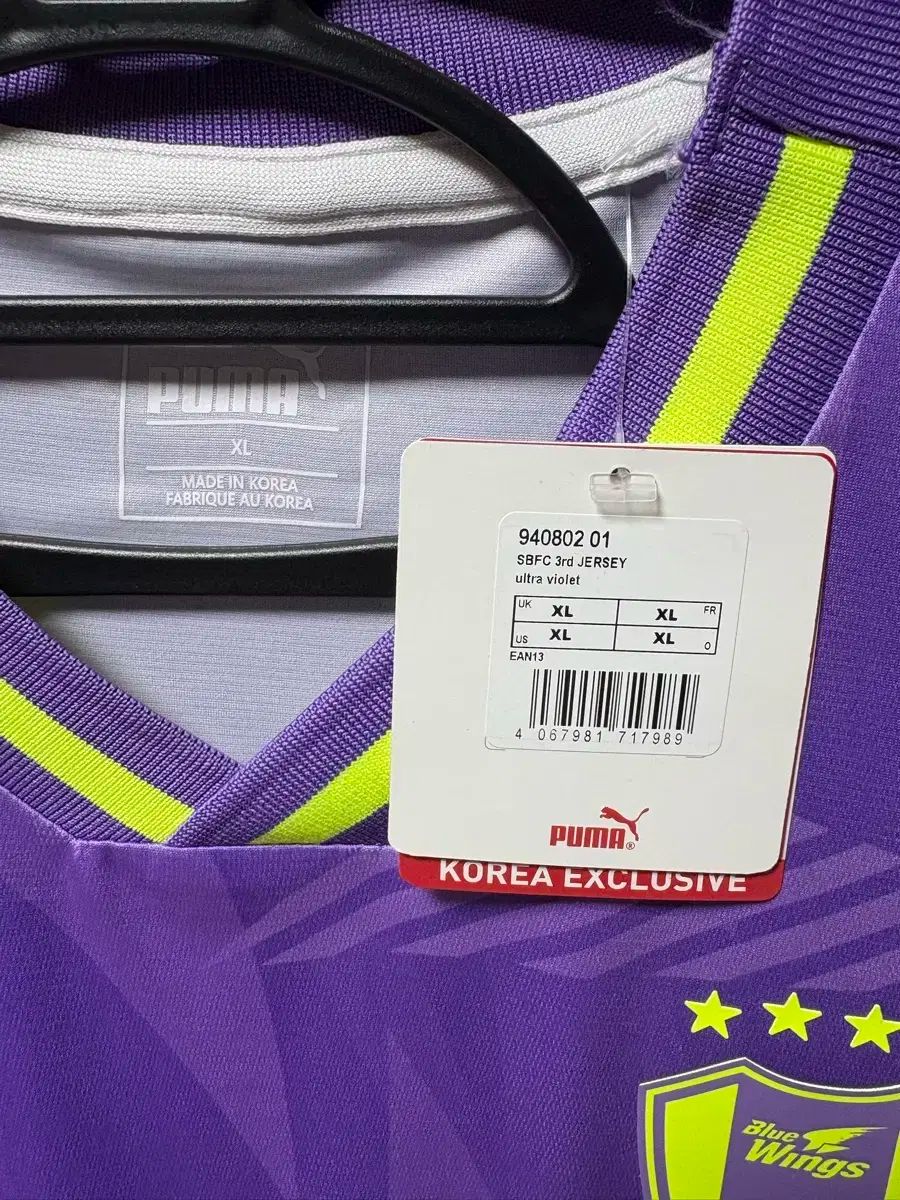 PUMA
XL
MADE IN KOREA
FABRIQUE AU KOREA
940802 01
SBFC 3rd JERSEY
ultra violet
UK XL XL FR
US XL XL O
EAN13
4 067981 717989
PUMA®
KOREA EXCLUSIVE
Blue
Wings